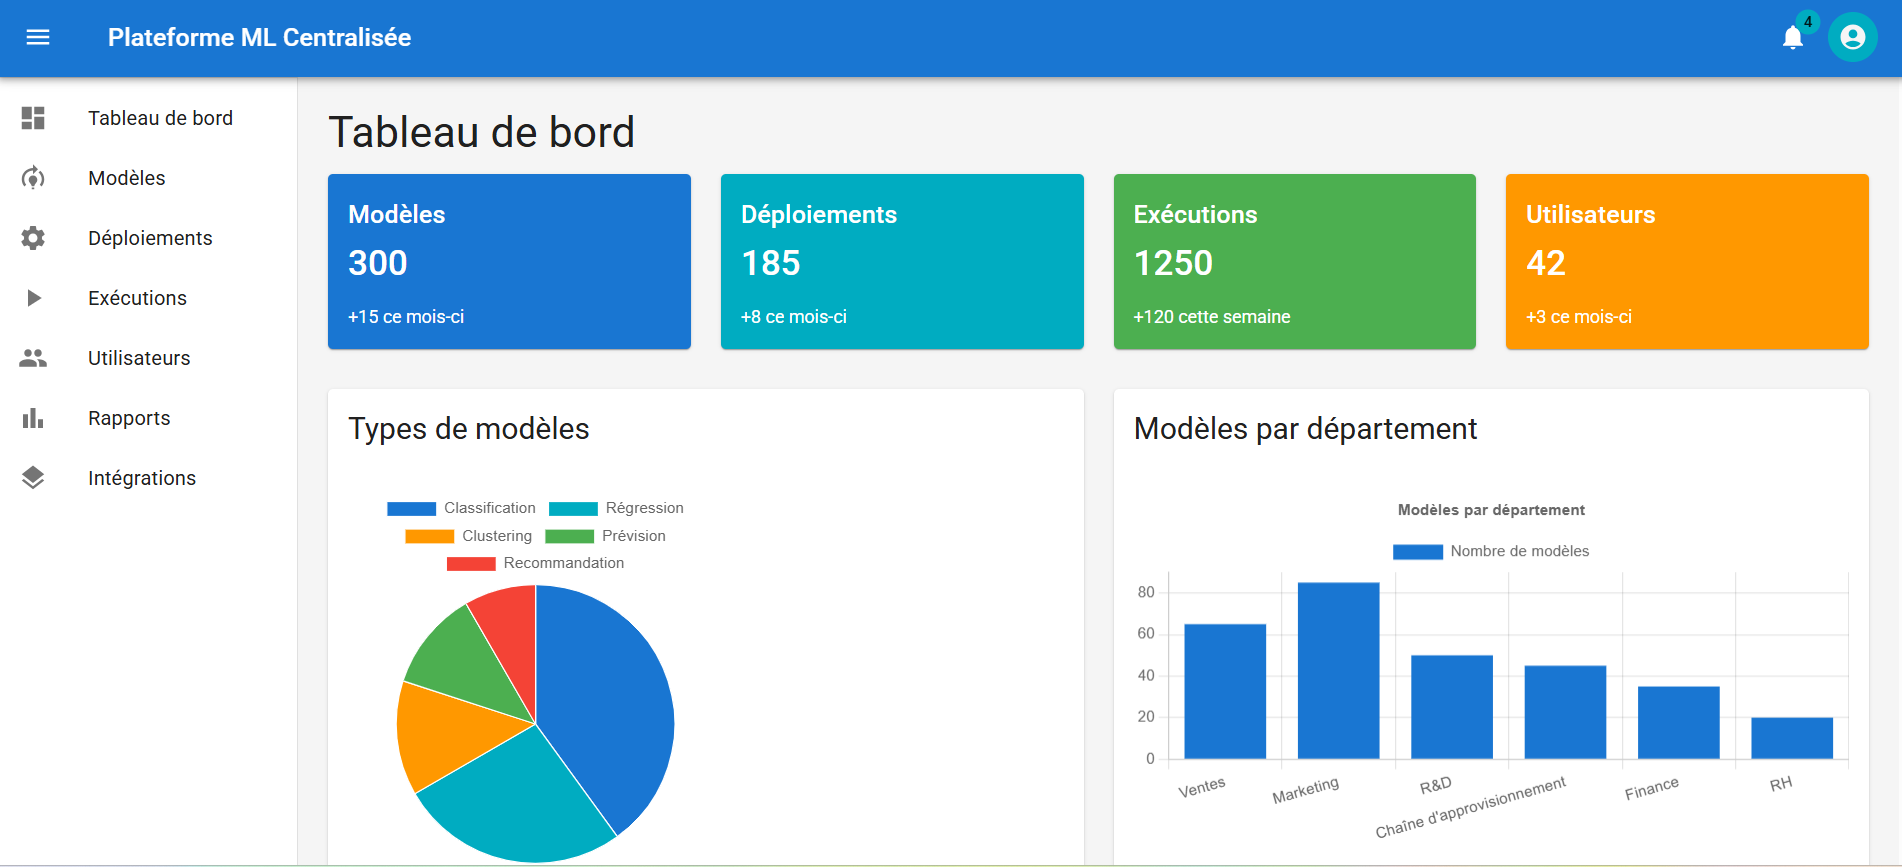 Plateforme ML Centralisée
4
Tableau de bord
Modèles
Déploiements
Exécutions
Utilisateurs
Rapports
Intégrations
Tableau de bord
Modèles
300
+15 ce mois-ci
Déploiements
185
+8 ce mois-ci
Exécutions
1250
+120 cette semaine
Utilisateurs
42
+3 ce mois-ci
Types de modèles
Classification Régression
Clustering Prévision
Recommandation
Modèles par département
Modèles par département
Nombre de modèles
80
60
40
20
0
Ventes
Marketing
R&D
Chaîne d'approvisionnement
Finance
RH